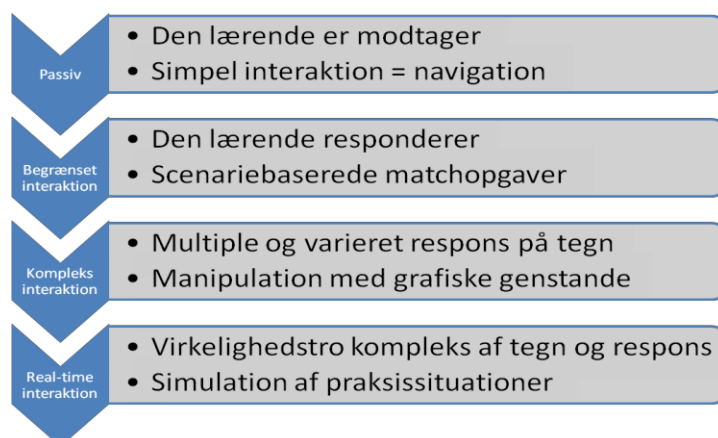 Passiv
• Den lærende er modtager
• Simpel interaktion = navigation
Begrænset
interaktion
• Den lærende responderer
• Scenariebaserede matchopgaver
Kompleks
interaktion
• Multiple og varieret respons på tegn
• Manipulation med grafiske genstande
Real-time
interaktion
• Virkelighedstro kompleks af tegn og respons
• Simulation af praksissituationer